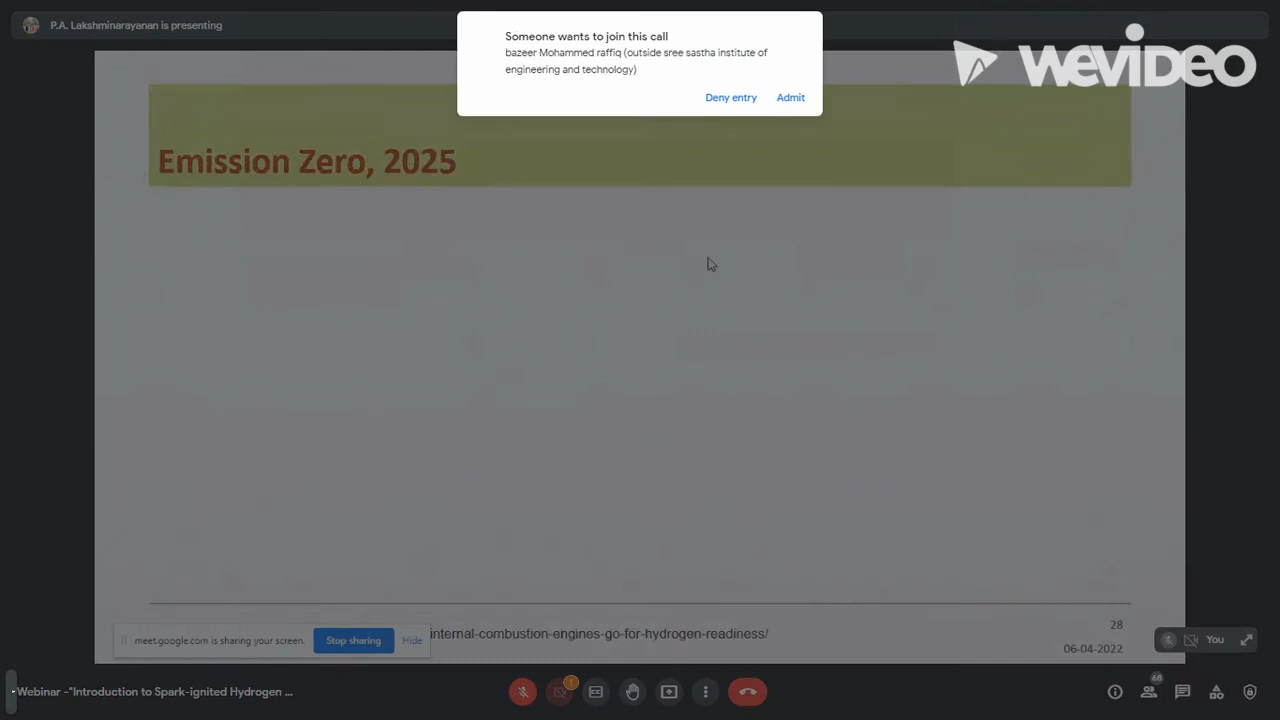 P.A. Lakshminarayanan is presenting
Someone wants to join this call
bazeer Mohammed raffiq (outside sree sastha institute of
engineering and technology)
Deny entry Admit
WEVIDEO
Emission Zero, 2025
meet.google.com is sharing your screen. Stop sharing Hide
internal-combustion-engines-go-for-hydrogen-readiness/
28
06-04-2022
You
Webinar -"Introduction to Spark-ignited Hydrogen ...
68